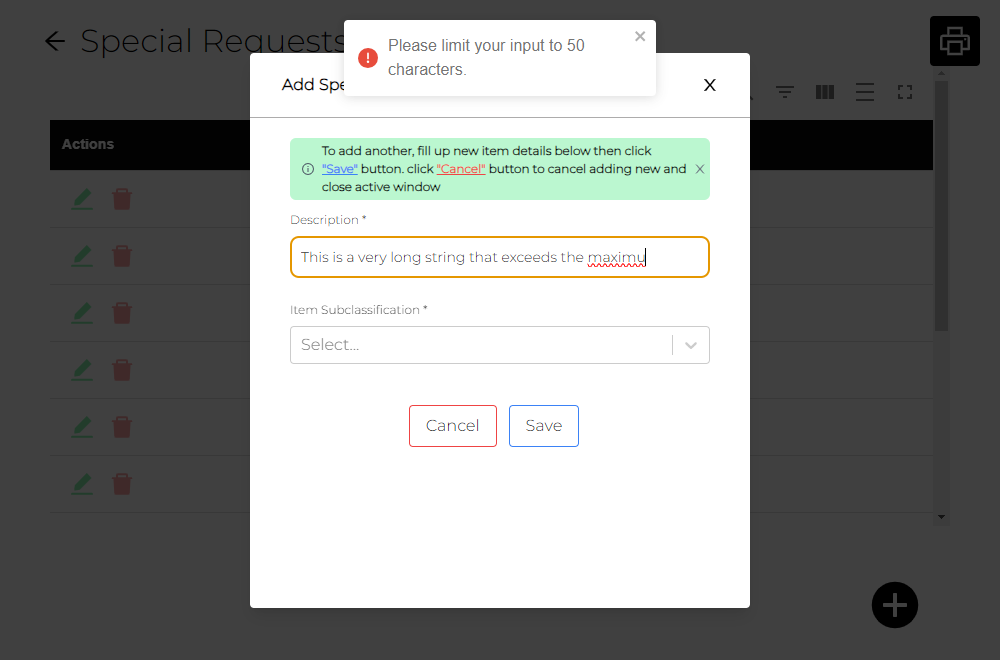 Special Requests
Please limit your input to 50
characters.
Add Spe
X
Actions
To add another, fill up new item details below then click
"Save" button. click "Cancel" button to cancel adding new and
close active window
Description *
This is a very long string that exceeds the maximu
Item Subclassification *
Select...
Cancel
Save